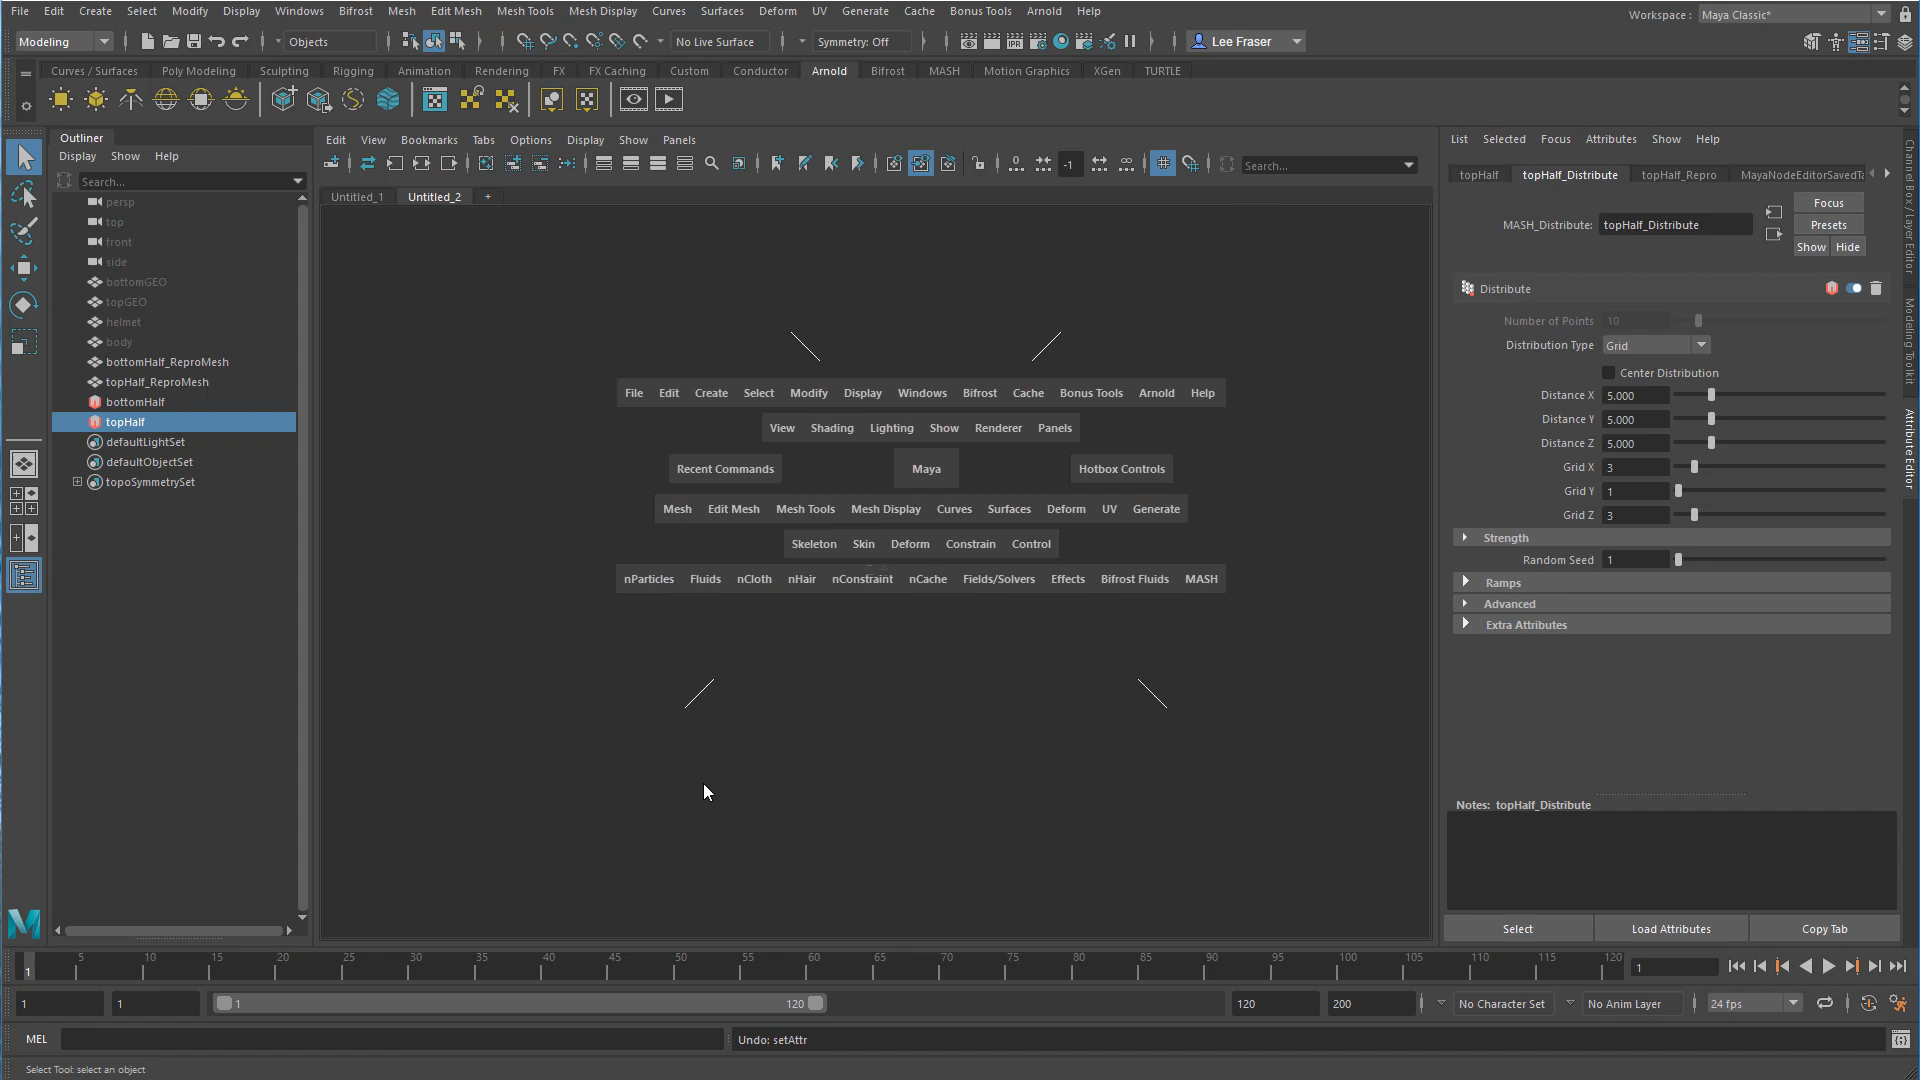 File Edit Create Select Modify Display Windows Bifrost Mesh Edit Mesh Mesh Tools Mesh Display Curves Surfaces Deform UV Generate Cache Bonus Tools Arnold Help
Workspace : Maya Classic*
Modeling Objects No Live Surface Symmetry: Off Lee Fraser
Curves / Surfaces Poly Modeling Sculpting Rigging Animation Rendering FX FX Caching Custom Conductor Arnold Bifrost MASH Motion Graphics XGen TURTLE
IPR
Outliner
Display Show Help
Search...
persp
top
front
side
bottomGEO
topGEO
helmet
body
bottomHalf_ReproMesh
topHalf_ReproMesh
bottomHalf
topHalf
defaultLightSet
defaultObjectSet
topoSymmetrySet
Edit View Bookmarks Tabs Options Display Show Panels
-1 Search...
Untitled_1 Untitled_2 +
File Edit Create Select Modify Display Windows Bifrost Cache Bonus Tools Arnold Help
View Shading Lighting Show Renderer Panels
Recent Commands Maya Hotbox Controls
Mesh Edit Mesh Mesh Tools Mesh Display Curves Surfaces Deform UV Generate
Skeleton Skin Deform Constrain Control
nParticles Fluids nCloth nHair nConstraint nCache Fields/Solvers Effects Bifrost Fluids MASH
List Selected Focus Attributes Show Help
topHalf topHalf_Distribute topHalf_Repro MayaNodeEditorSavedTa
MASH_Distribute: topHalf_Distribute
Focus
Presets
Show Hide
Distribute
Number of Points 10
Distribution Type Grid
Center Distribution
Distance X 5.000
Distance Y 5.000
Distance Z 5.000
Grid X 3
Grid Y 1
Grid Z 3
Strength
Random Seed 1
Ramps
Advanced
Extra Attributes
Notes: topHalf_Distribute
Select Load Attributes Copy Tab
Channel Box / Layer Editor
Modeling Toolkit
Attribute Editor
1 5 10 15 20 25 30 35 40 45 50 55 60 65 70 75 80 85 90 95 100 105 110 115 120 1
1 1 1 120 120 200 No Character Set No Anim Layer 24 fps
MEL Undo: setAttr
Select Tool: select an object